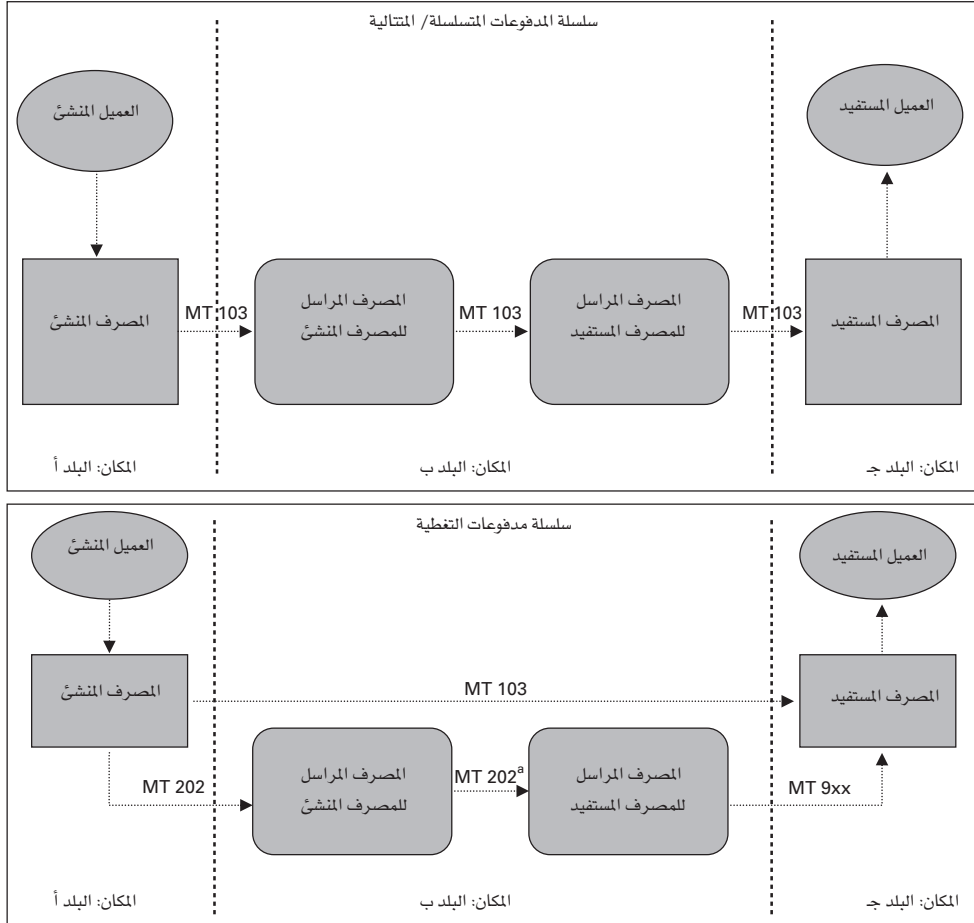 سلسلة المدفوعات المتسلسلة/ المتتالية
العميل المنشئ
العميل المستفيد
المصرف المنشئ
MT 103
المصرف المراسل
للمصرف المنشئ
MT 103
المصرف المراسل
للمصرف المستفيد
MT 103
المصرف المستفيد
المكان: البلد أ
المكان: البلد ب
المكان: البلد جـ
سلسلة مدفوعات التغطية
العميل المنشئ
العميل المستفيد
المصرف المنشئ
MT 103
المصرف المستفيد
MT 202
المصرف المراسل
للمصرف المنشئ
MT 202ª
المصرف المراسل
للمصرف المستفيد
MT 9xx
المكان: البلد أ
المكان: البلد ب
المكان: البلد جـ